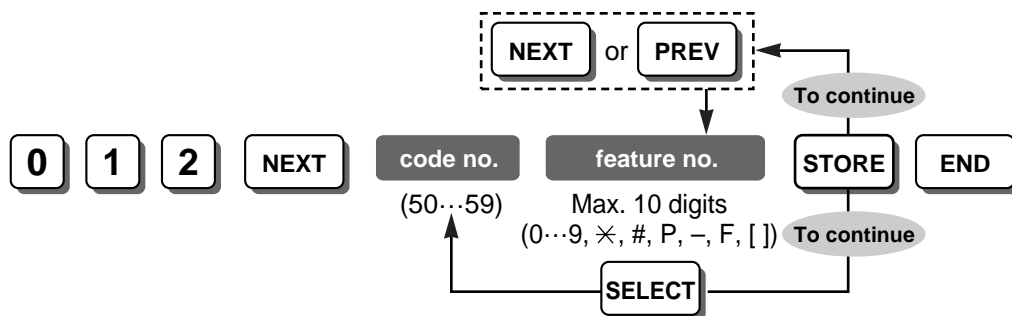 NEXT or PREV
To continue
0 1 2 NEXT code no. feature no. STORE END
(50···59) Max. 10 digits
(0···9, ✕, #, P, –, F, [ ]) To continue
SELECT